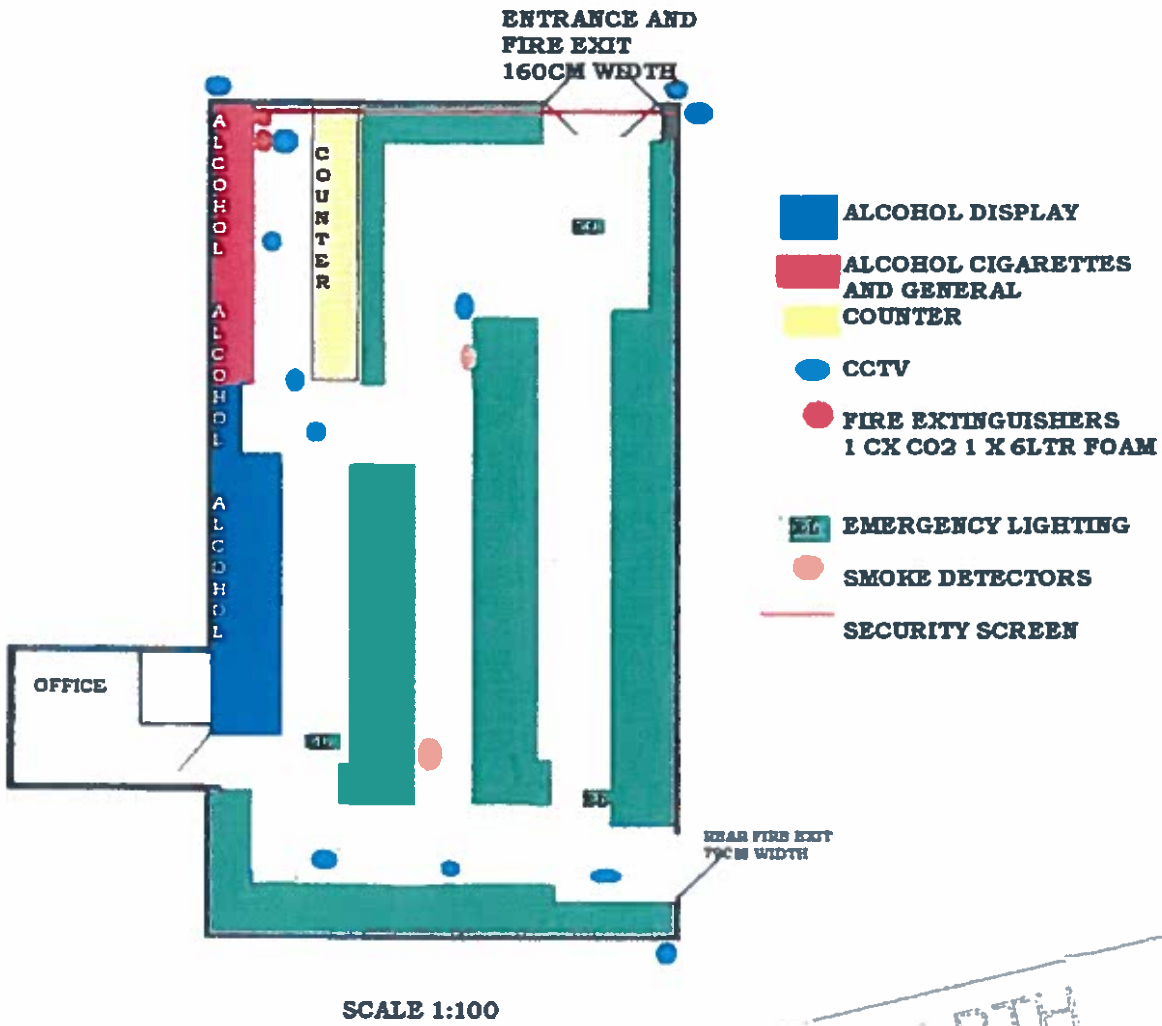 ENTRANCE AND
FIRE EXIT
160CM WIDTH
ALCOHOL
ALCOHOL
ALCOHOL
COUNTER
EL
ALCOHOL DISPLAY
ALCOHOL CIGARETTES
AND GENERAL
COUNTER
CCTV
FIRE EXTINGUISHERS
1 CX CO2 1 X 6LTR FOAM
EL EMERGENCY LIGHTING
SMOKE DETECTORS
SECURITY SCREEN
OFFICE
EL
EL
REAR FIRE EXIT
WIDTH
SCALE 1:100